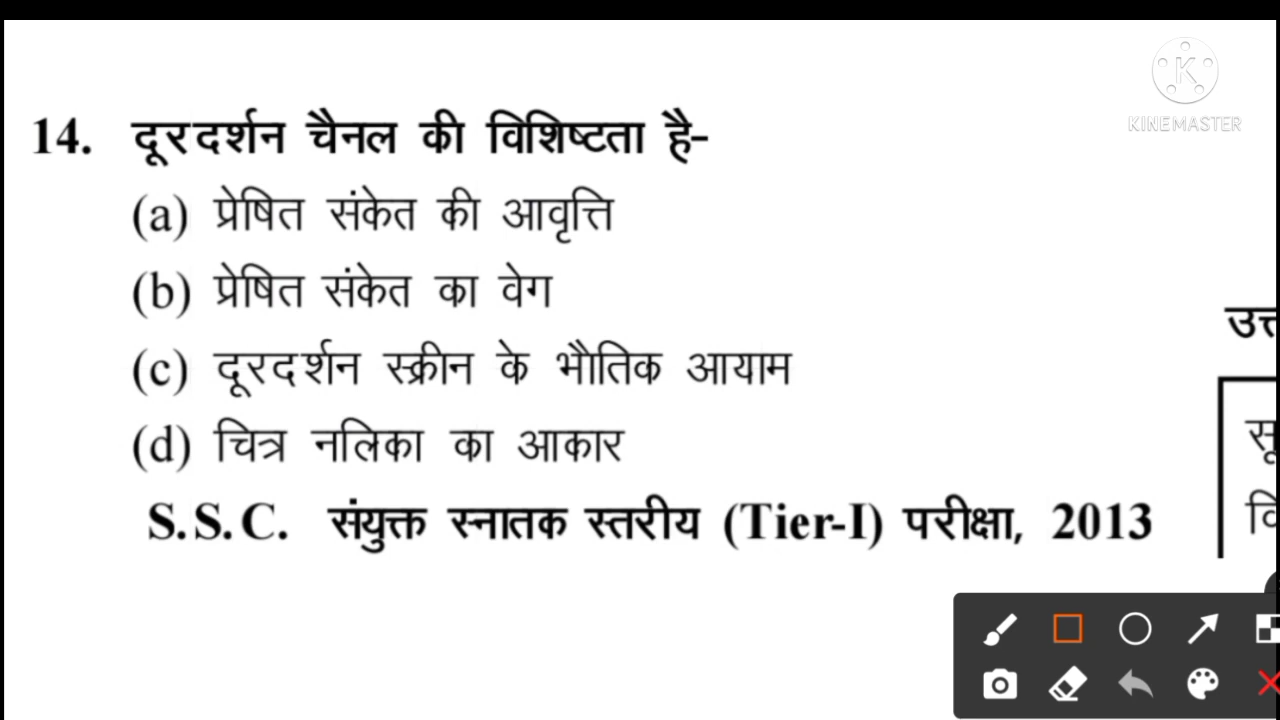 KINEMASTER
14. दूरदर्शन चैनल की विशिष्टता है-
(a) प्रेषित संकेत की आवृत्ति
(b) प्रेषित संकेत का वेग
(c) दूरदर्शन स्क्रीन के भौतिक आयाम
(d) चित्र नलिका का आकार
S.S.C. संयुक्त स्नातक स्तरीय (Tier-I) परीक्षा, 2013